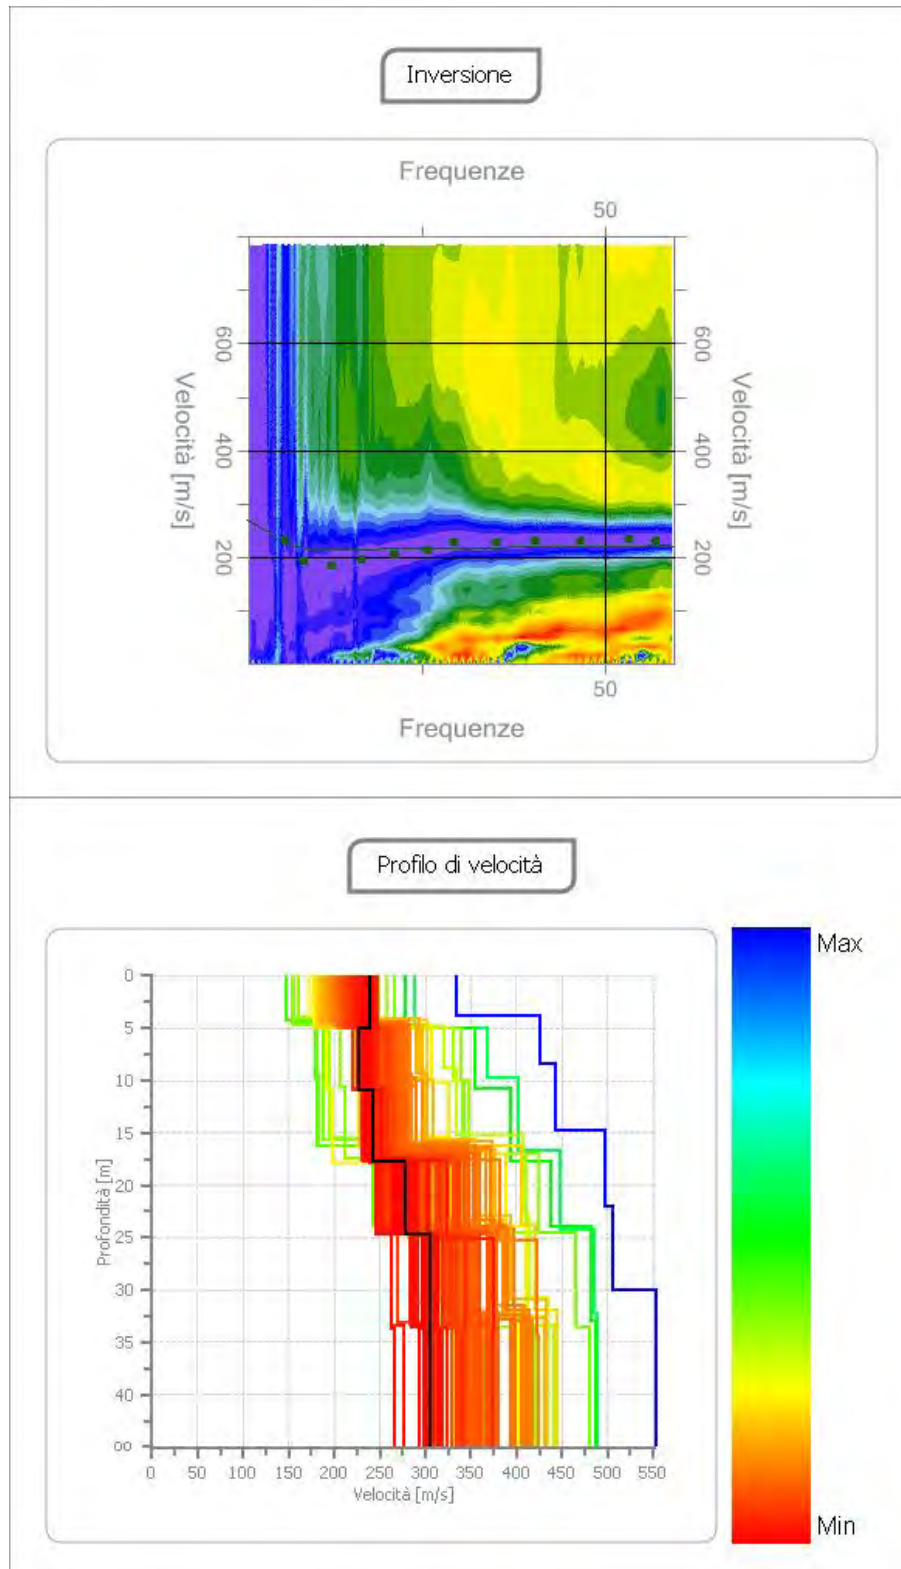 Inversione
Frequenze
50
600
600
Velocità [m/s]
Velocità [m/s]
400
400
200
200
50
Frequenze
Profilo di velocità
Max
0
5
10
15
20
25
30
35
40
00
Profondità [m]
0 50 100 150 200 250 300 350 400 450 500 550
Velocità [m/s]
Min